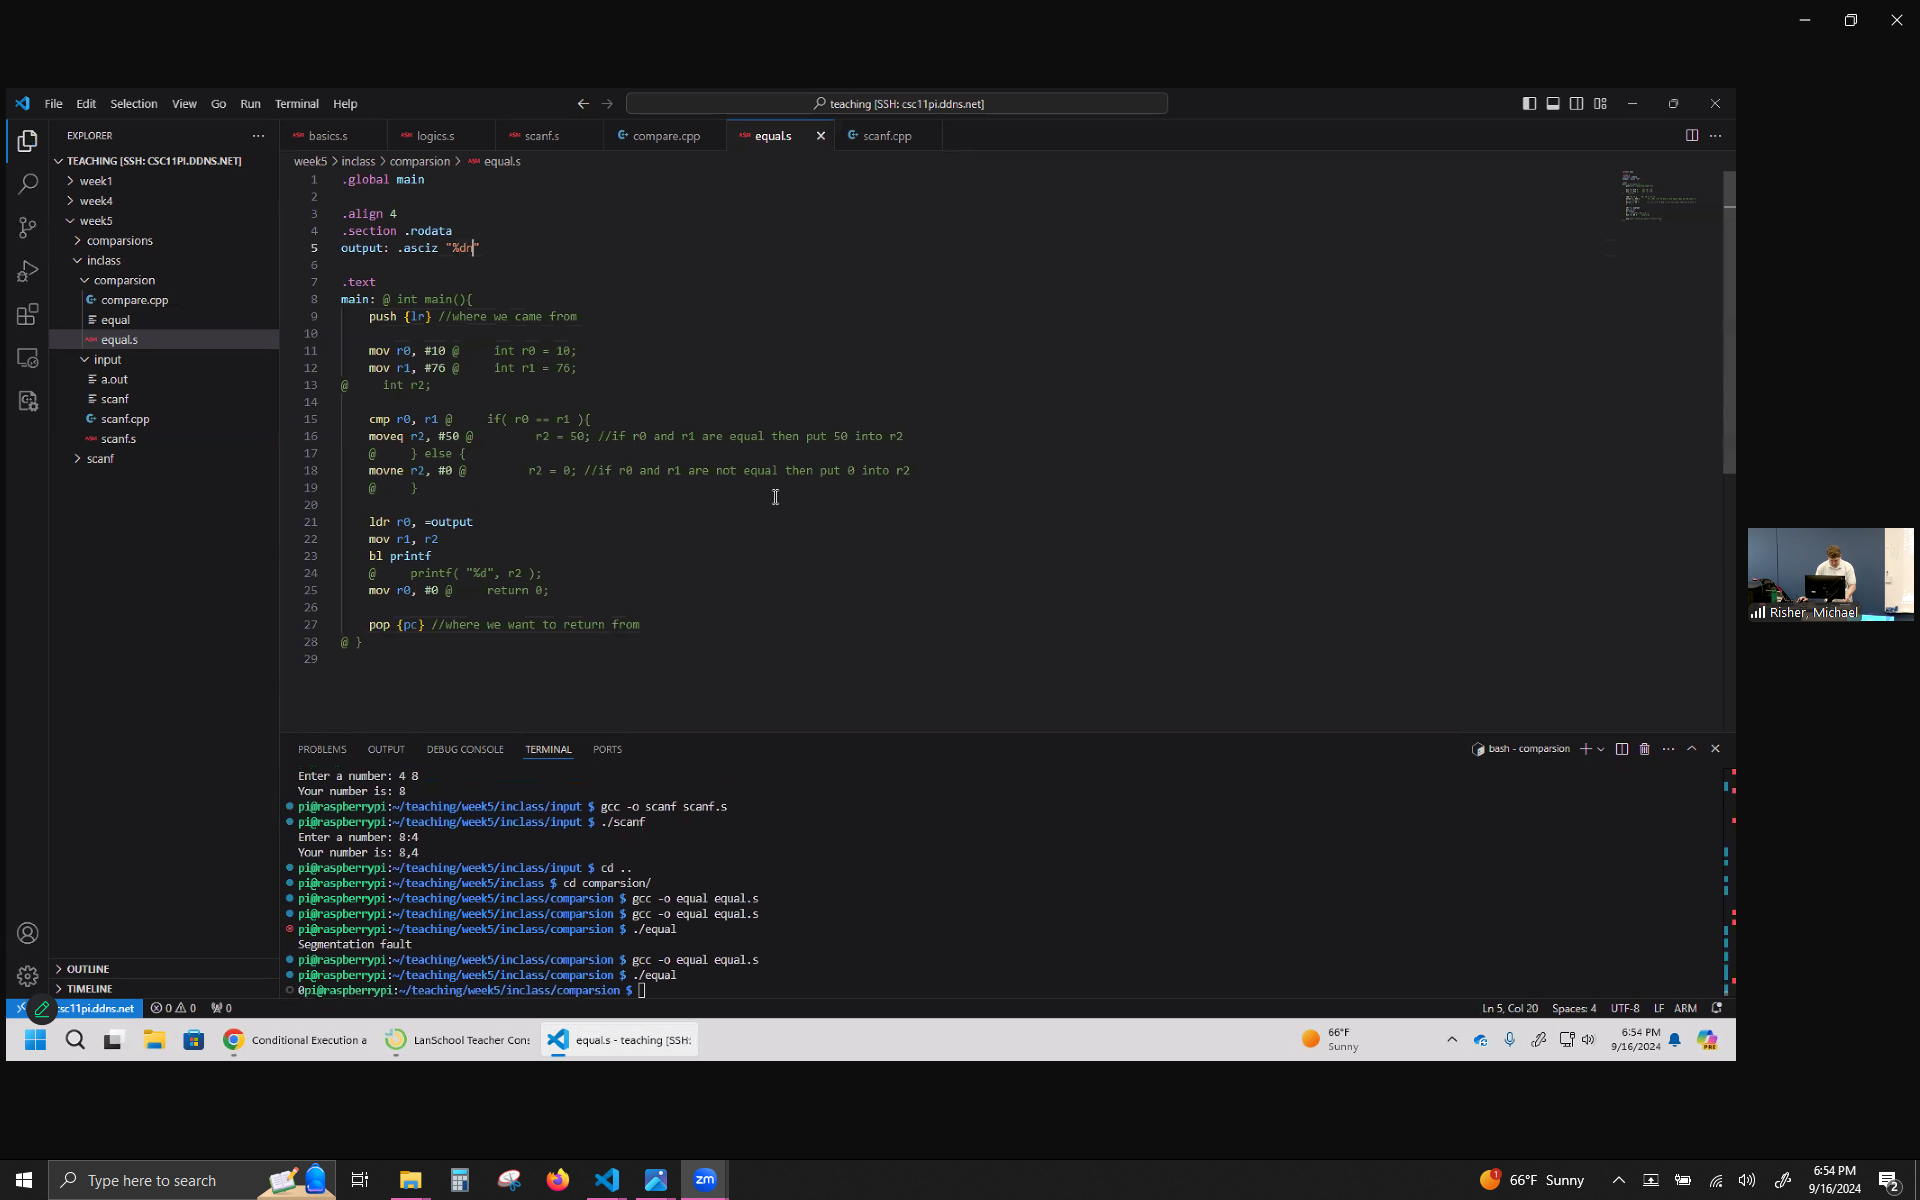 File Edit Selection View Go Run Terminal Help
teaching [SSH: csc11pi.ddns.net]
EXPLORER
TEACHING [SSH: CSC11PI.DDNS.NET]
week1
week4
week5
comparsions
inclass
comparsion
compare.cpp
equal
equal.s
input
a.out
scanf
scanf.cpp
scanf.s
scanf
OUTLINE
TIMELINE
basics.s logics.s scanf.s compare.cpp equal.s scanf.cpp
week5 > inclass > comparsion > equal.s
1 .global main
2
3 .align 4
4 .section .rodata
5 output: .asciz "%dn"
6
7 .text
8 main: @ int main(){
9 push {lr} //where we came from
10
11 mov r0, #10 @ int r0 = 10;
12 mov r1, #76 @ int r1 = 76;
13 @ int r2;
14
15 cmp r0, r1 @ if( r0 == r1 ){
16 moveq r2, #50 @ r2 = 50; //if r0 and r1 are equal then put 50 into r2
17 @ } else {
18 movne r2, #0 @ r2 = 0; //if r0 and r1 are not equal then put 0 into r2
19 @ }
20
21 ldr r0, =output
22 mov r1, r2
23 bl printf
24 @ printf( "%d", r2 );
25 mov r0, #0 @ return 0;
26
27 pop {pc} //where we want to return from
28 @ }
29
Risher, Michael
PROBLEMS OUTPUT DEBUG CONSOLE TERMINAL PORTS
bash - comparsion
Enter a number: 4 8
Your number is: 8
pi@raspberrypi:~/teaching/week5/inclass/input $ gcc -o scanf scanf.s
pi@raspberrypi:~/teaching/week5/inclass/input $ ./scanf
Enter a number: 8:4
Your number is: 8,4
pi@raspberrypi:~/teaching/week5/inclass/input $ cd ..
pi@raspberrypi:~/teaching/week5/inclass $ cd comparsion/
pi@raspberrypi:~/teaching/week5/inclass/comparsion $ gcc -o equal equal.s
pi@raspberrypi:~/teaching/week5/inclass/comparsion $ gcc -o equal equal.s
pi@raspberrypi:~/teaching/week5/inclass/comparsion $ ./equal
Segmentation fault
pi@raspberrypi:~/teaching/week5/inclass/comparsion $ gcc -o equal equal.s
pi@raspberrypi:~/teaching/week5/inclass/comparsion $ ./equal
0pi@raspberrypi:~/teaching/week5/inclass/comparsion $
csc11pi.ddns.net 0 0 0 Ln 5, Col 20 Spaces: 4 UTF-8 LF ARM
Conditional Execution a LanSchool Teacher Cons equal.s - teaching [SSH:
66°F
Sunny
6:54 PM
9/16/2024
PRE
Type here to search
zm
1
66°F Sunny
6:54 PM
9/16/2024
2